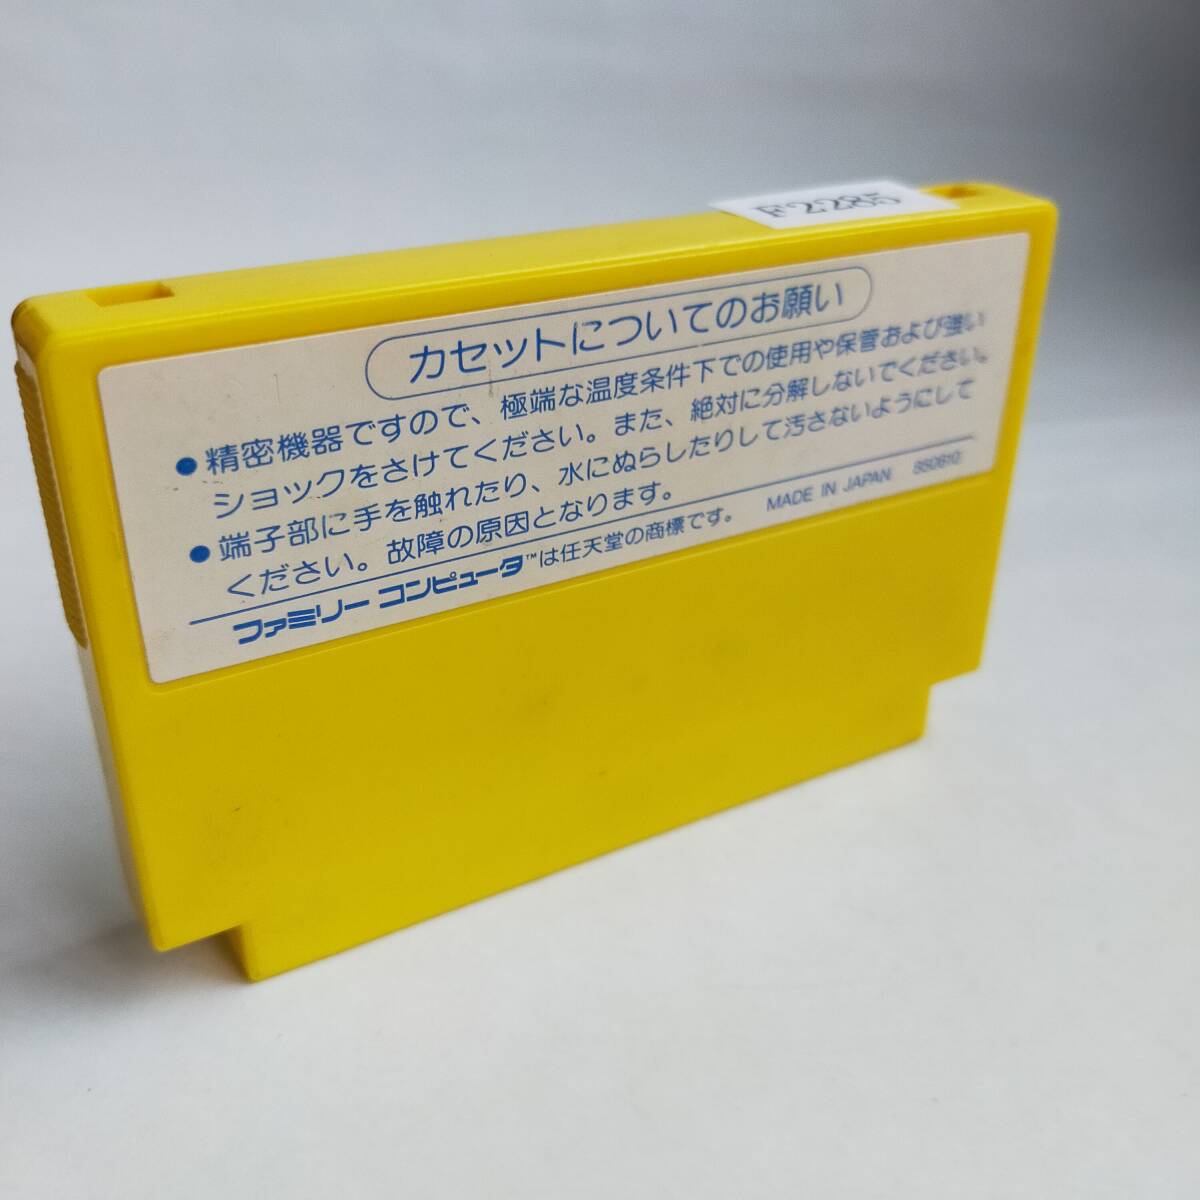 F2285
カセットについてのお願い
●精密機器ですので、極端な温度条件下での使用や保管および強い
ショックをさけてください。また、絶対に分解しないでください。
●端子部に手を触れたり、水にぬらしたりして汚さないようにして
ください。故障の原因となります。
ファミリーコンピュータ™は任天堂の商標です。 MADE IN JAPAN